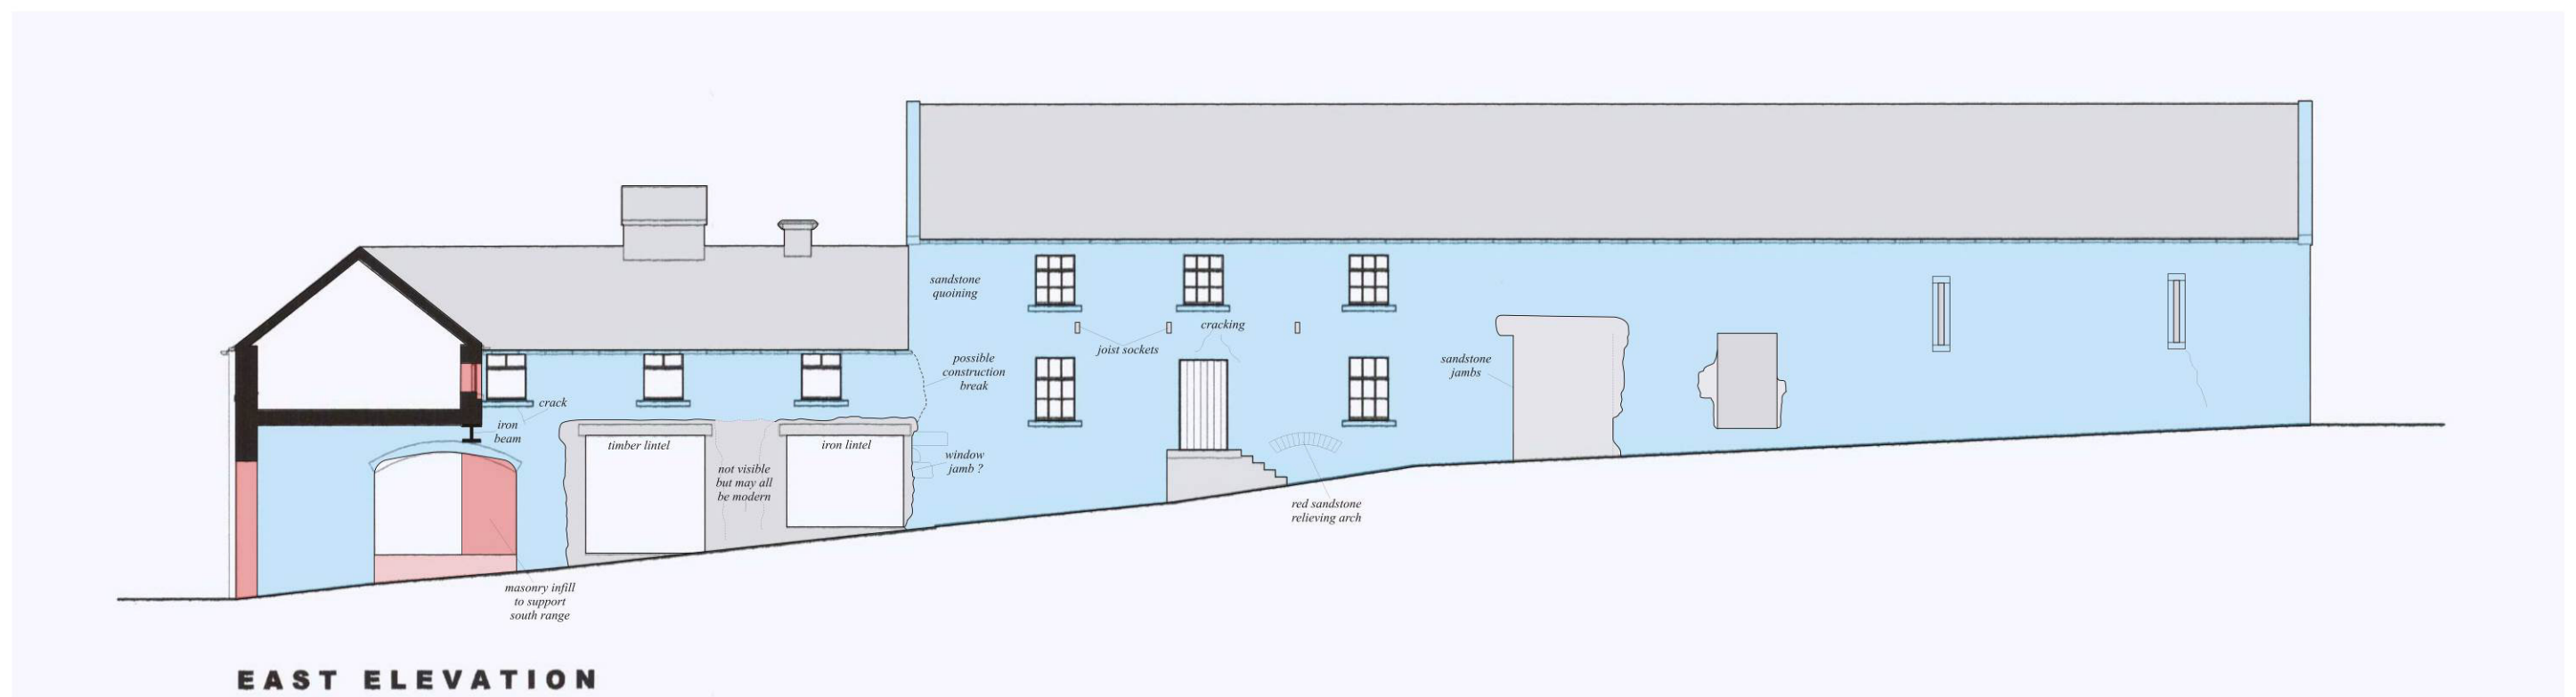 sandstone
quoining
cracking
joist sockets
possible
construction
break
sandstone
jambs
crack
iron
beam
timber lintel
iron lintel
not visible
but may all
be modern
window
jamb ?
red sandstone
relieving arch
masonry infill
to support
south range
EAST ELEVATION